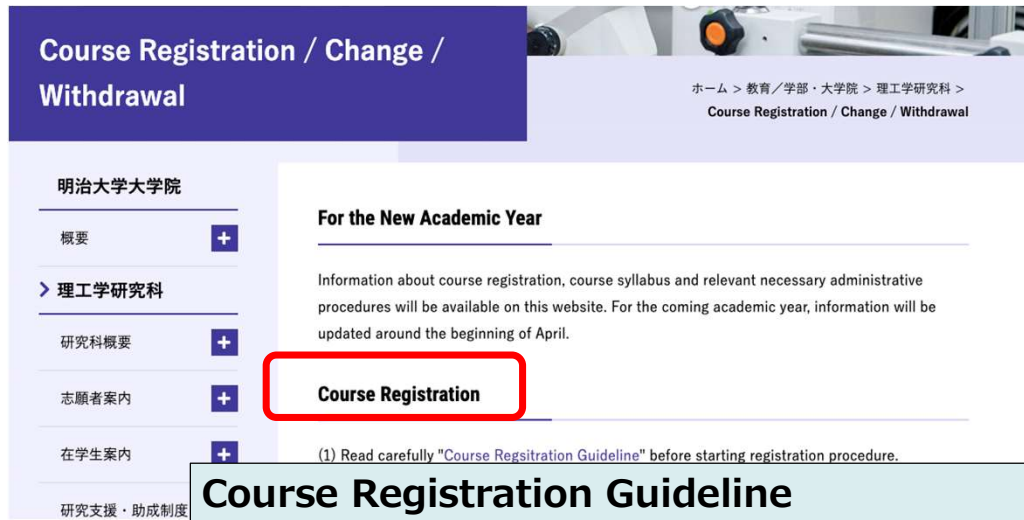 Course Registration / Change /
Withdrawal
ホーム > 教育／学部・大学院 > 理工学研究科 >
Course Registration / Change / Withdrawal
明治大学大学院
概要
理工学研究科
研究科概要
志願者案内
在学生案内
研究支援・助成制度
For the New Academic Year
Information about course registration, course syllabus and relevant necessary administrative
procedures will be available on this website. For the coming academic year, information will be
updated around the beginning of April.
Course Registration
(1) Read carefully "Course Regsitration Guideline" before starting registration procedure.
Course Registration Guideline